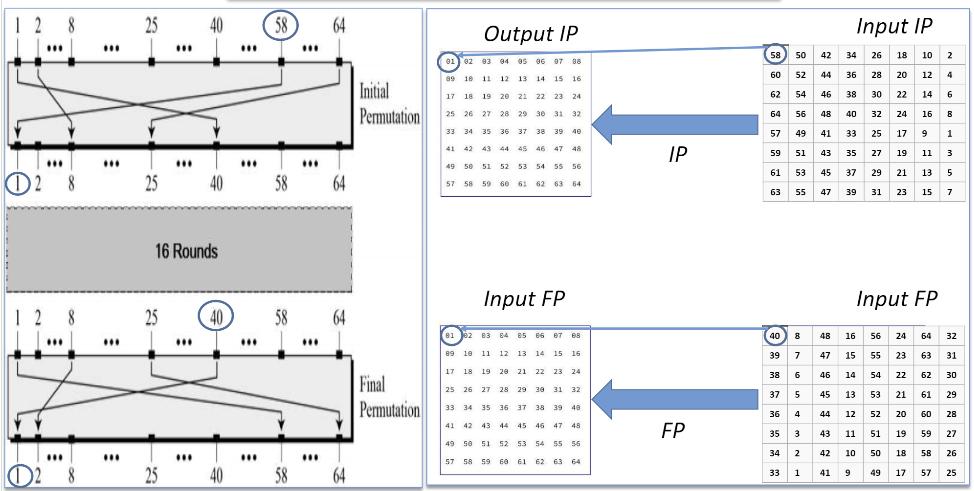 1 2 8 25 40 58 64
••• ••• ••• ••• •••
Initial
Permutation
••• ••• ••• ••• •••
1 2 8 25 40 58 64
16 Rounds
1 2 8 25 40 58 64
••• ••• ••• ••• •••
Final
Permutation
••• ••• ••• ••• •••
1 2 8 25 40 58 64
Output IP
01 02 03 04 05 06 07 08
09 10 11 12 13 14 15 16
17 18 19 20 21 22 23 24
25 26 27 28 29 30 31 32
33 34 35 36 37 38 39 40
41 42 43 44 45 46 47 48
49 50 51 52 53 54 55 56
57 58 59 60 61 62 63 64
IP
Input IP
58 50 42 34 26 18 10 2
60 52 44 36 28 20 12 4
62 54 46 38 30 22 14 6
64 56 48 40 32 24 16 8
57 49 41 33 25 17 9 1
59 51 43 35 27 19 11 3
61 53 45 37 29 21 13 5
63 55 47 39 31 23 15 7
Input FP
01 02 03 04 05 06 07 08
09 10 11 12 13 14 15 16
17 18 19 20 21 22 23 24
25 26 27 28 29 30 31 32
33 34 35 36 37 38 39 40
41 42 43 44 45 46 47 48
49 50 51 52 53 54 55 56
57 58 59 60 61 62 63 64
FP
Input FP
40 8 48 16 56 24 64 32
39 7 47 15 55 23 63 31
38 6 46 14 54 22 62 30
37 5 45 13 53 21 61 29
36 4 44 12 52 20 60 28
35 3 43 11 51 19 59 27
34 2 42 10 50 18 58 26
33 1 41 9 49 17 57 25